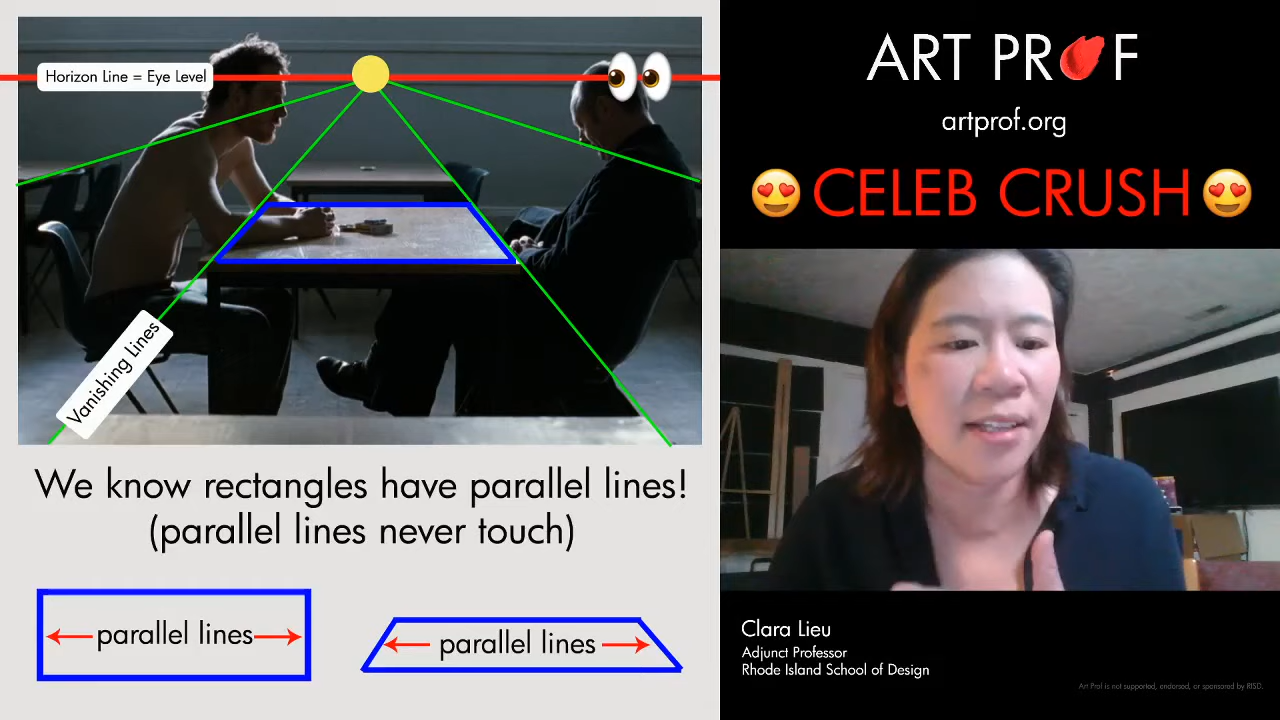 Horizon Line = Eye Level
Vanishing Lines
We know rectangles have parallel lines!
(parallel lines never touch)
parallel lines
parallel lines
ART PR F
artprof.org
CELEB CRUSH
Clara Lieu
Adjunct Professor
Rhode Island School of Design
Art Prof is not supported, endorsed, or sponsored by RISD.